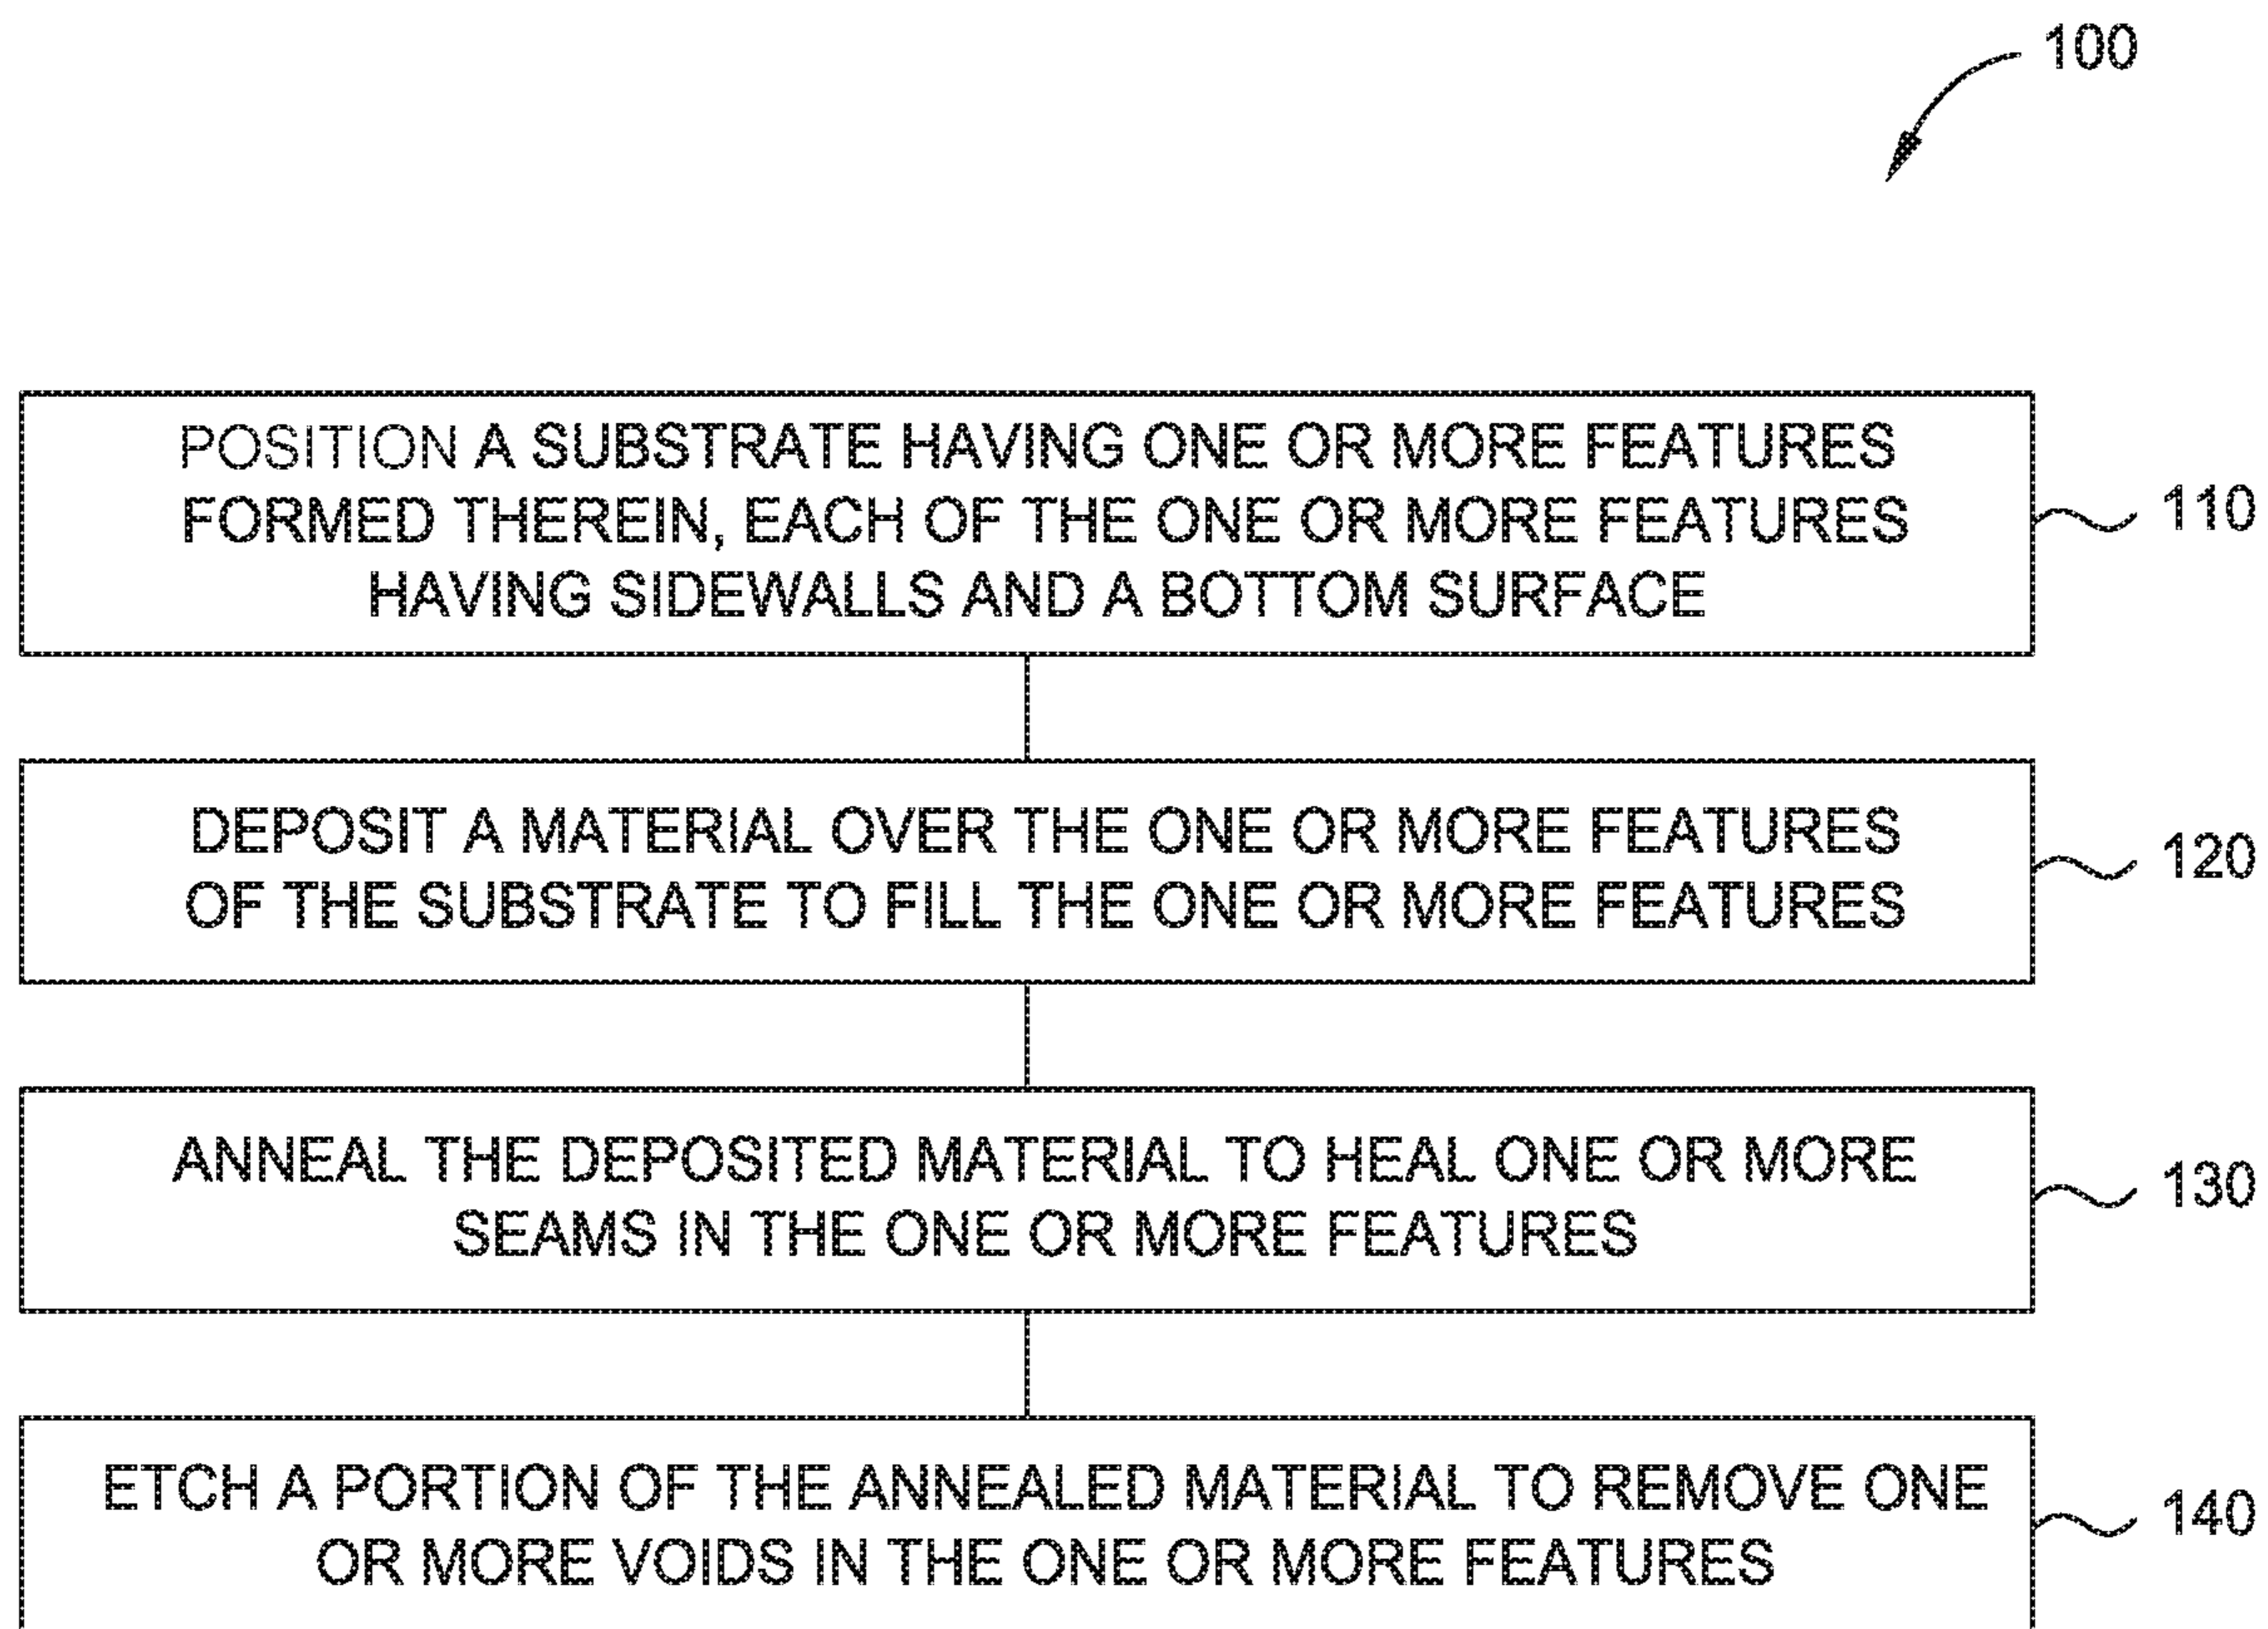 100
POSITION A SUBSTRATE HAVING ONE OR MORE FEATURES
FORMED THEREIN, EACH OF THE ONE OR MORE FEATURES
HAVING SIDEWALLS AND A BOTTOM SURFACE
110
DEPOSIT A MATERIAL OVER THE ONE OR MORE FEATURES
OF THE SUBSTRATE TO FILL THE ONE OR MORE FEATURES
120
ANNEAL THE DEPOSITED MATERIAL TO HEAL ONE OR MORE
SEAMS IN THE ONE OR MORE FEATURES
130
ETCH A PORTION OF THE ANNEALED MATERIAL TO REMOVE ONE
OR MORE VOIDS IN THE ONE OR MORE FEATURES
140